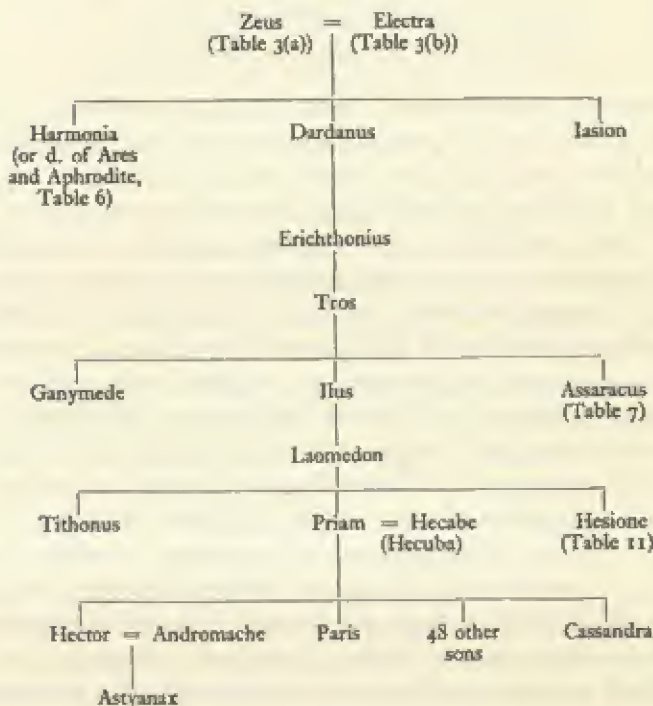 Zeus = Electra
(Table 3(a)) (Table 3(b))
Harmonia Dardanus Iasion
(or d. of Ares
and Aphrodite,
Table 6)
Erichthonius
Tros
Ganymede Ilus Assaracus
(Table 7)
Laomedon
Tithonus Priam = Hecabe Hesione
(Hecuba) (Table 11)
Hector = Andromache Paris 48 other Cassandra
sons
Astyanax